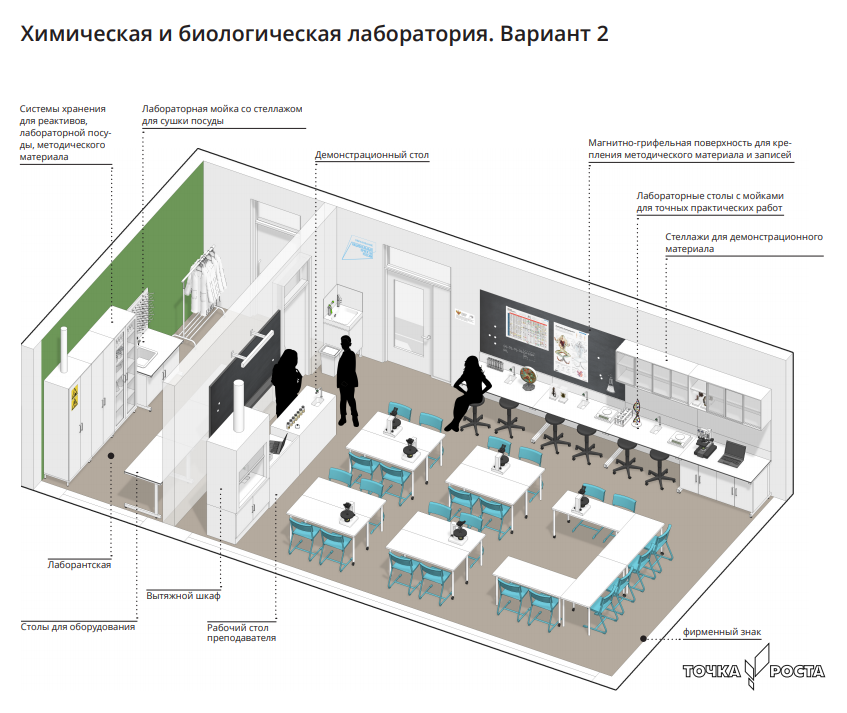 Химическая и биологическая лаборатория. Вариант 2
Системы хранения
для реактивов,
лабораторной посу-
ды, методического
материала
Лабораторная мойка со стеллажом
для сушки посуды
Демонстрационный стол
Магнитно-грифельная поверхность для кре-
пления методического материала и записей
Лабораторные столы с мойками
для точных практических работ
Стеллажи для демонстрационного
материала
Лаборантская
Вытяжной шкаф
Столы для оборудования
Рабочий стол
преподавателя
фирменный знак
ТОЧКА РОСТА